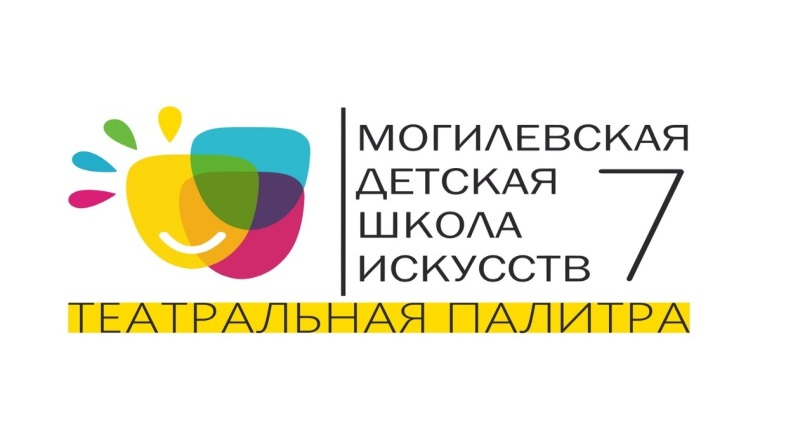 МОГИЛЕВСКАЯ
ДЕТСКАЯ
ШКОЛА
ИСКУССТВ 7
ТЕАТРАЛЬНАЯ ПАЛИТРА